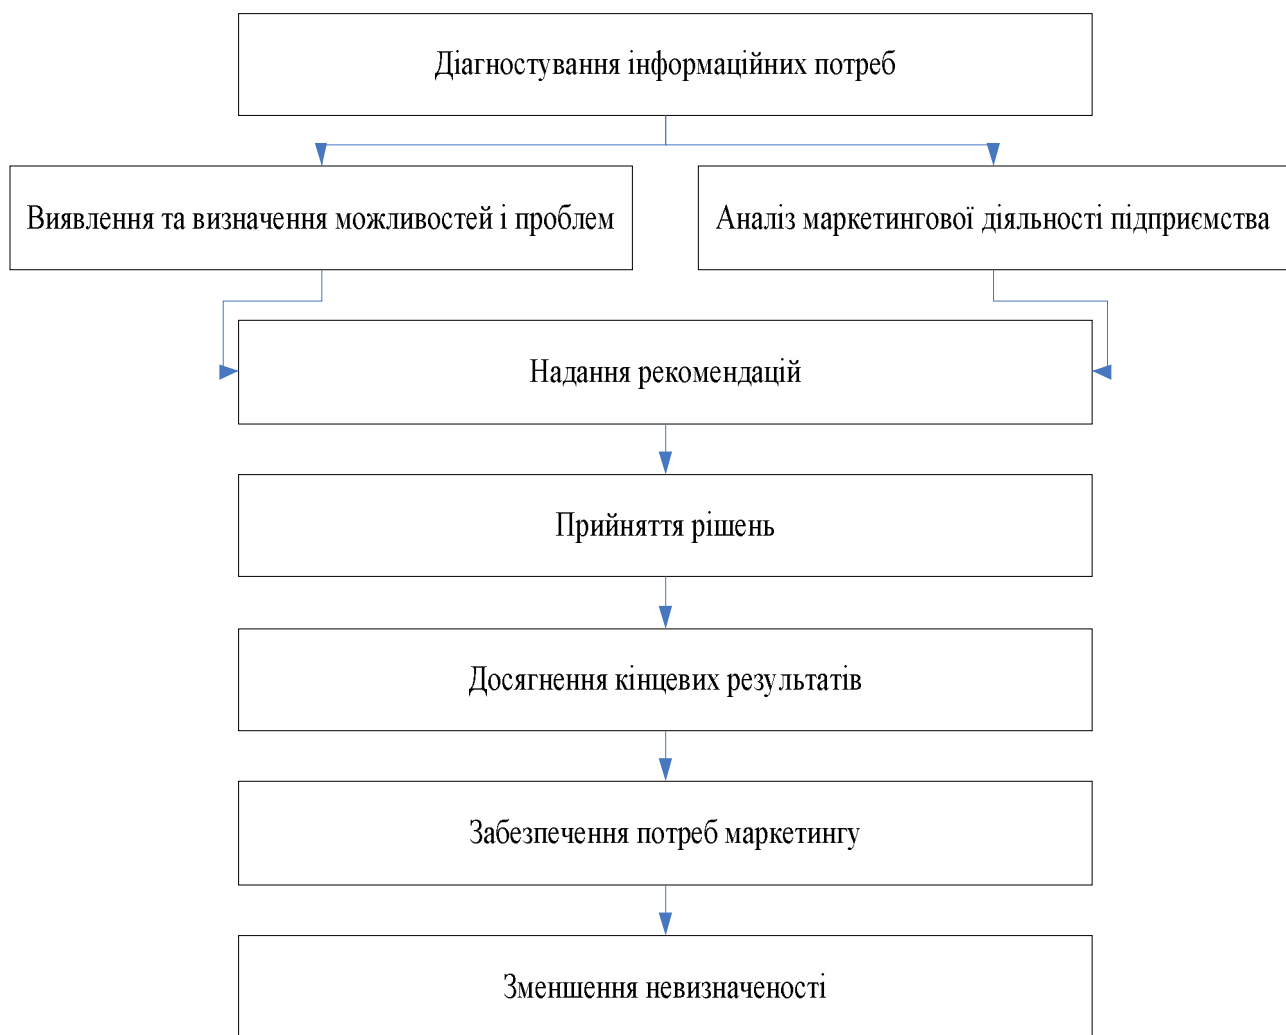 Діагностування інформаційних потреб
Виявлення та визначення можливостей і проблем
Аналіз маркетингової діяльності підприємства
Надання рекомендацій
Прийняття рішень
Досягнення кінцевих результатів
Забезпечення потреб маркетингу
Зменшення невизначеності